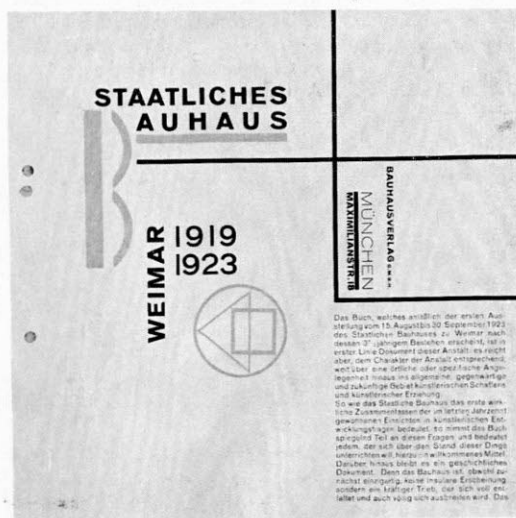 STAATLICHES
BAUHAUS
WEIMAR 1919
1923
BAUHAUSVERLAG G.M.B.H.
MÜNCHEN
MAXIMILIANSTR. 18
Das Buch, welches anläßlich der ersten Aus-
stellung vom 15. August bis 30. September 1923
des Staatlichen Bauhauses zu Weimar nach
dessen 3½ jährigem Bestehen erscheint, ist in
erster Linie Dokument dieser Anstalt; es reicht
aber, dem Charakter der Anstalt entsprechend,
weit über eine örtliche oder spezifische Ange-
legenheit hinaus ins allgemeine, gegenwärtige
und zukünftige Gebiet künstlerischen Schaffens
und künstlerischer Erziehung.
So wie das Staatliche Bauhaus das erste wirk-
liche Zusammenfassen der im letzten Jahrzehnt
gewonnenen Einsichten in künstlerischen Ent-
wicklungsfragen bedeutet, so nimmt das Buch
spiegelnd Teil an diesen Fragen und bedeutet
jedem, der sich über den Stand dieser Dinge
unterrichten will, hierzu ein willkommenes Mittel.
Darüber hinaus bleibt es ein geschichtliches
Dokument. Denn das Bauhaus ist, obwohl zu-
nächst einzigartig, keine insulare Erscheinung,
sondern ein kräftiger Trieb, der sich voll ent-
faltet und auch völlig sich ausbreiten wird. Das